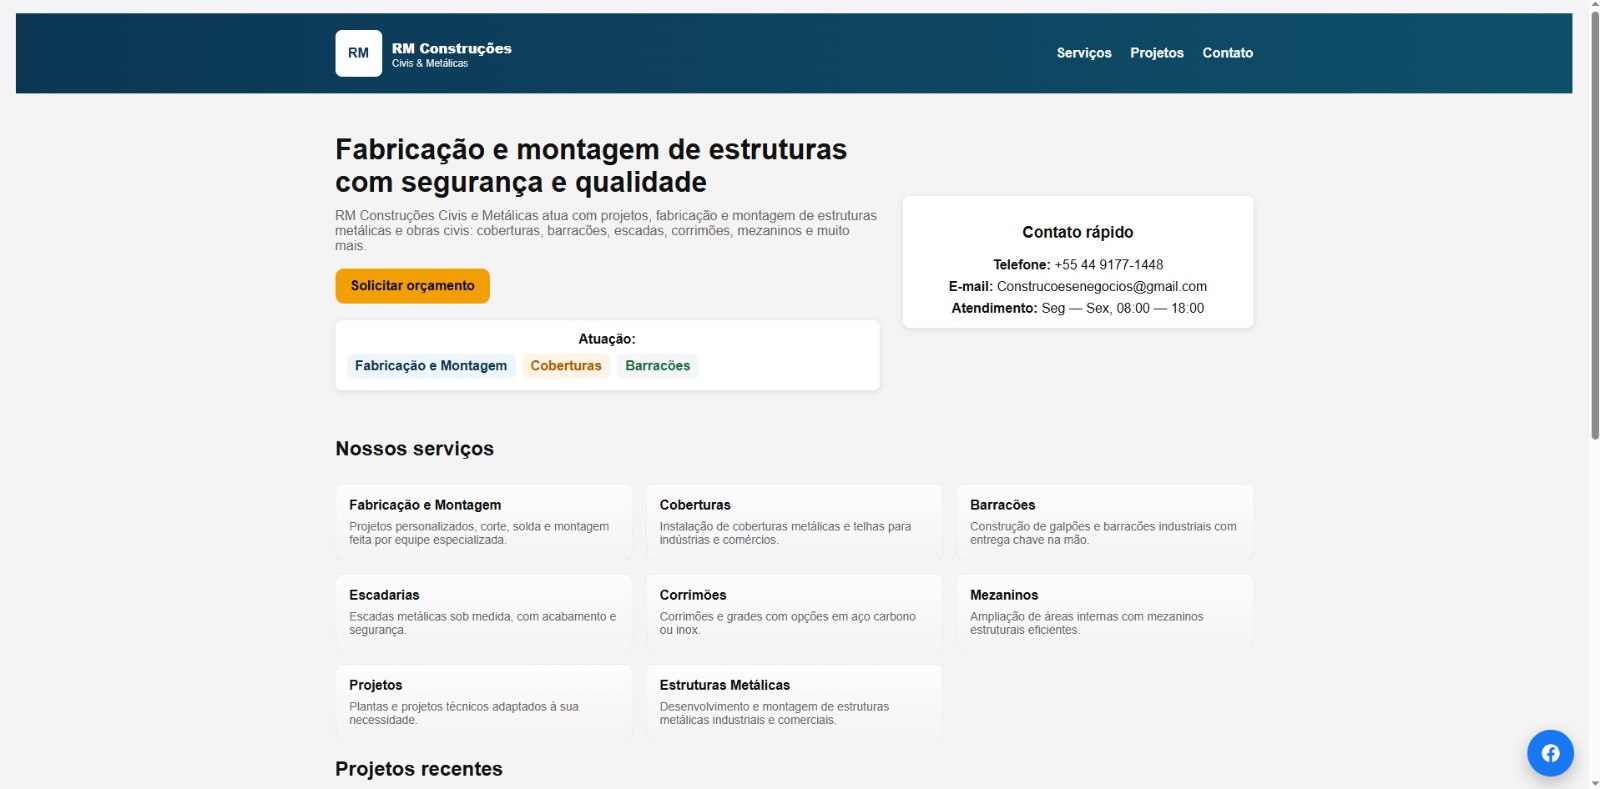 RM
RM Construções
Civis & Metálicas
Serviços
Projetos
Contato
Fabricação e montagem de estruturas
com segurança e qualidade
RM Construções Civis e Metálicas atua com projetos, fabricação e montagem de estruturas
metálicas e obras civis: coberturas, barracões, escadas, corrimões, mezaninos e muito
mais.
Solicitar orçamento
Atuação:
Fabricação e Montagem
Coberturas
Barracões
Contato rápido
Telefone: +55 44 9177-1448
E-mail: Construcoesenegocios@gmail.com
Atendimento: Seg — Sex, 08:00 — 18:00
Nossos serviços
Fabricação e Montagem
Projetos personalizados, corte, solda e montagem
feita por equipe especializada.
Coberturas
Instalação de coberturas metálicas e telhas para
indústrias e comércios.
Barracões
Construção de galpões e barracões industriais com
entrega chave na mão.
Escadarias
Escadas metálicas sob medida, com acabamento e
segurança.
Corrimões
Corrimões e grades com opções em aço carbono
ou inox.
Mezaninos
Ampliação de áreas internas com mezaninos
estruturais eficientes.
Projetos
Plantas e projetos técnicos adaptados à sua
necessidade.
Estruturas Metálicas
Desenvolvimento e montagem de estruturas
metálicas industriais e comerciais.
Projetos recentes